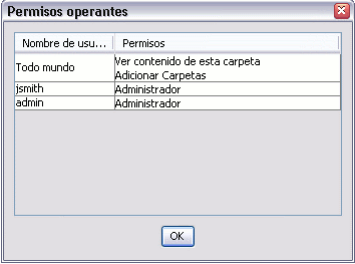 Permisos operantes
Nombre de usu... Permisos
Todo mundo Ver contenido de esta carpeta
Adicionar Carpetas
jsmith Administrador
admin Administrador
OK